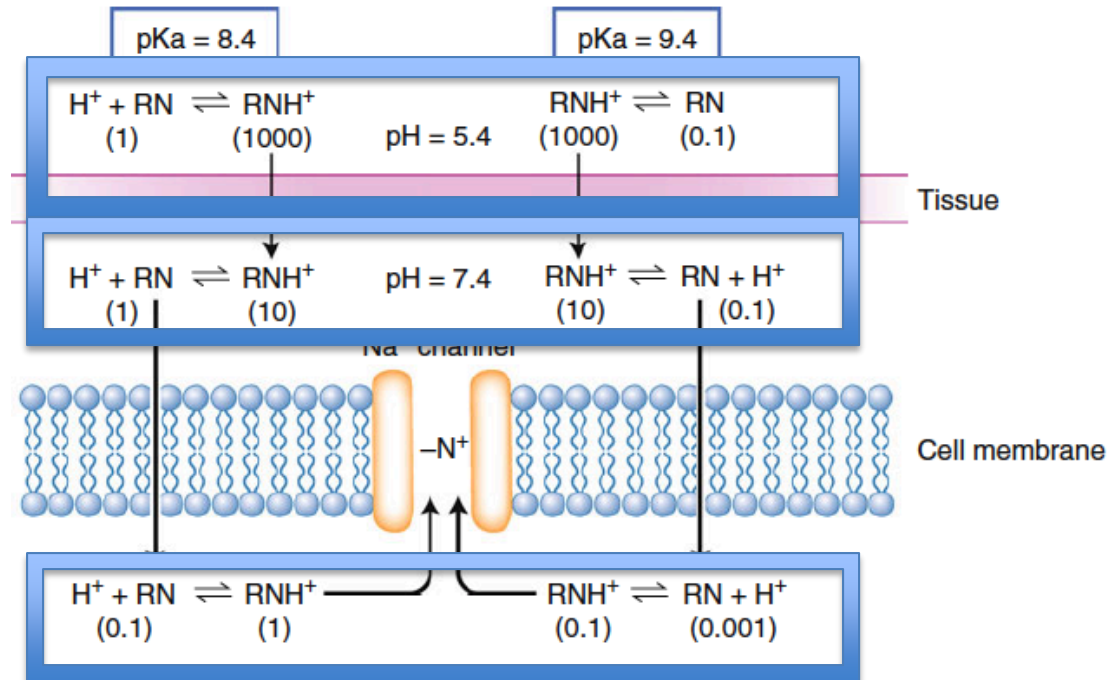 pKa = 8.4 pKa = 9.4
H⁺ + RN ⇌ RNH⁺ RNH⁺ ⇌ RN
(1) (1000) pH = 5.4 (1000) (0.1)
Tissue
H⁺ + RN ⇌ RNH⁺ pH = 7.4 RNH⁺ ⇌ RN + H⁺
(1) (10) (10) (0.1)
Na channel
–N⁺
Cell membrane
H⁺ + RN ⇌ RNH⁺ RNH⁺ ⇌ RN + H⁺
(0.1) (1) (0.1) (0.001)